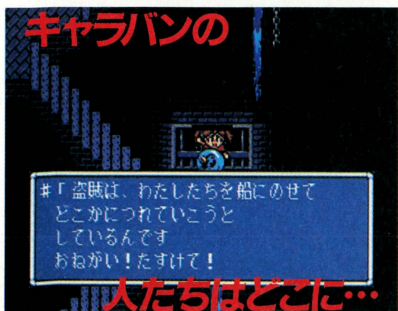 キャラバンの
#「盗賊は、わたしたちを船にのせて
どこかにつれていこうと
しているんです
おねがい!たすけて!
人たちはどこに…